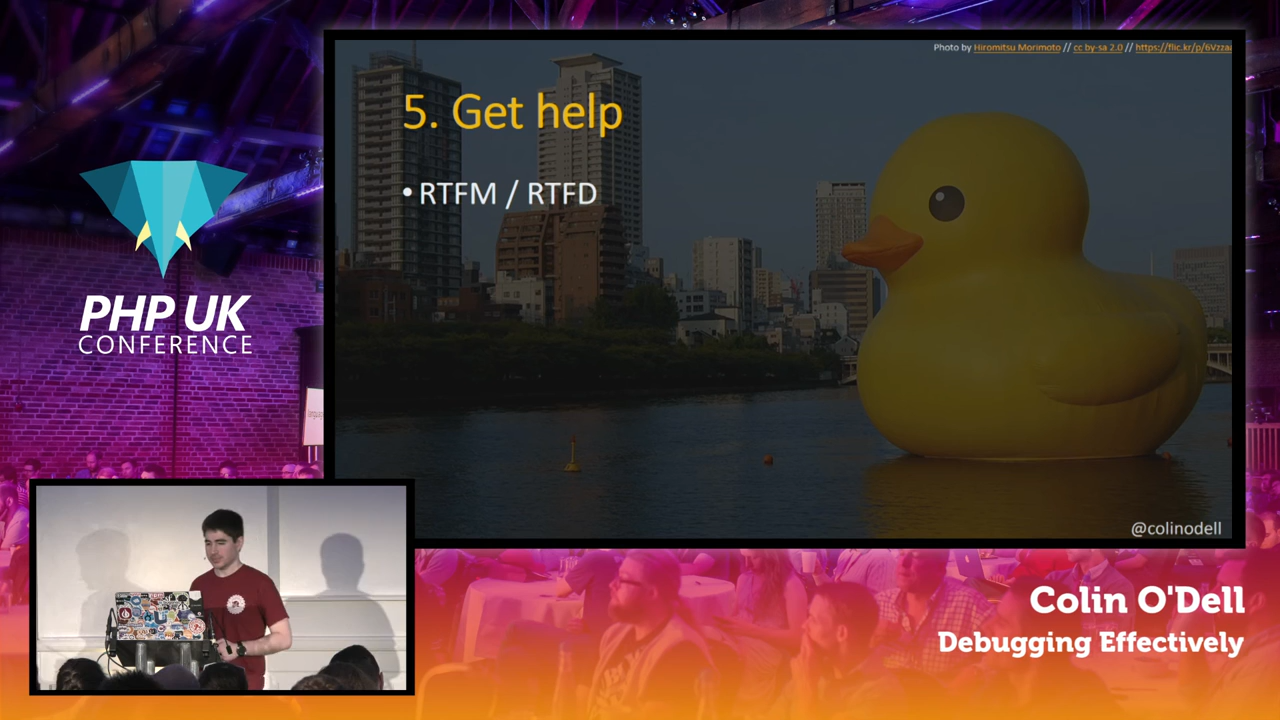 Photo by Hiromitsu Morimoto // cc by-sa 2.0 // https://flic.kr/p/6Vzza
5. Get help
• RTFM / RTFD
@colinodell
PHP UK
CONFERENCE
Colin O'Dell
Debugging Effectively